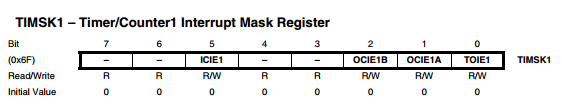 TIMSK1 – Timer/Counter1 Interrupt Mask Register
Bit 7 6 5 4 3 2 1 0
(0x6F) – – ICIE1 – – OCIE1B OCIE1A TOIE1 TIMSK1
Read/Write R R R/W R R R/W R/W R/W
Initial Value 0 0 0 0 0 0 0 0